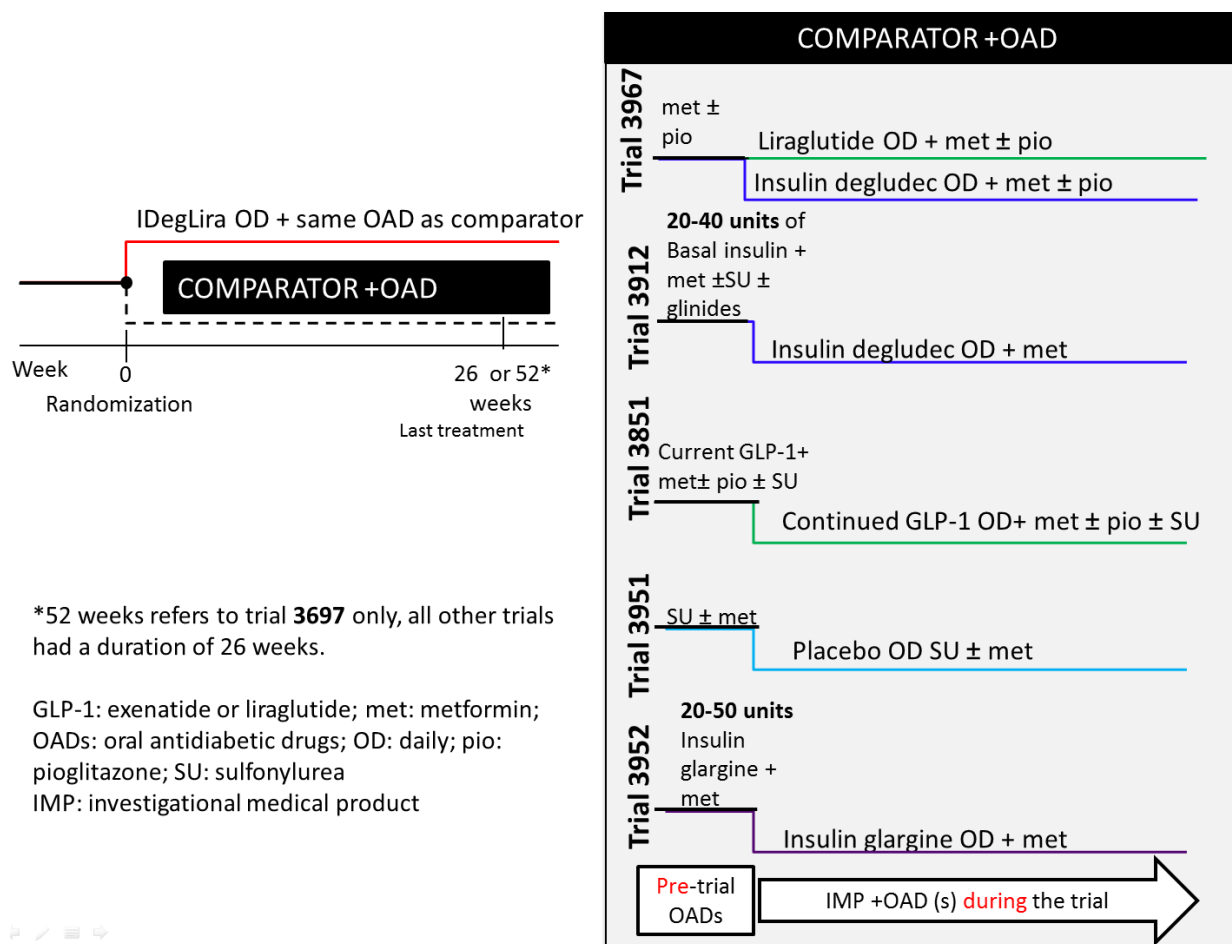 IDegLira OD + same OAD as comparator
COMPARATOR +OAD
Week
0
26 or 52*
Randomization
weeks
Last treatment
*52 weeks refers to trial 3697 only, all other trials
had a duration of 26 weeks.
GLP-1: exenatide or liraglutide; met: metformin;
OADs: oral antidiabetic drugs; OD: daily; pio:
pioglitazone; SU: sulfonylurea
IMP: investigational medical product
COMPARATOR +OAD
Trial 3967
met ±
pio
Liraglutide OD + met ± pio
Insulin degludec OD + met ± pio
Trial 3912
20-40 units of
Basal insulin +
met ±SU ±
glinides
Insulin degludec OD + met
Trial 3851
Current GLP-1+
met± pio ± SU
Continued GLP-1 OD+ met ± pio ± SU
Trial 3951
SU ± met
Placebo OD SU ± met
Trial 3952
20-50 units
Insulin
glargine +
met
Insulin glargine OD + met
Pre-trial
OADs
IMP +OAD (s) during the trial